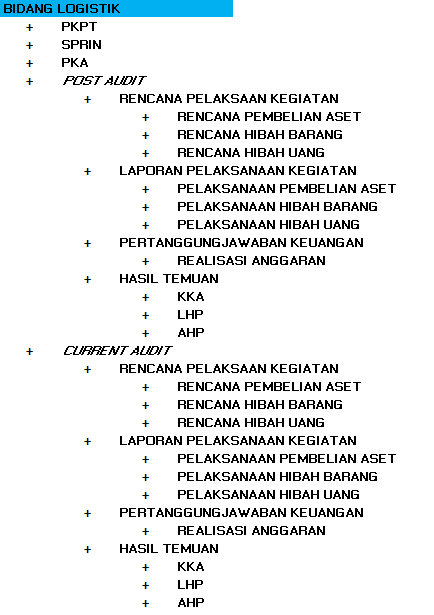 BIDANG LOGISTIK
+ PKPT
+ SPRIN
+ PKA
+ POST AUDIT
+ RENCANA PELAKSAAN KEGIATAN
+ RENCANA PEMBELIAN ASET
+ RENCANA HIBAH BARANG
+ RENCANA HIBAH UANG
+ LAPORAN PELAKSANAAN KEGIATAN
+ PELAKSANAAN PEMBELIAN ASET
+ PELAKSANAAN HIBAH BARANG
+ PELAKSANAAN HIBAH UANG
+ PERTANGGUNGJAWABAN KEUANGAN
+ REALISASI ANGGARAN
+ HASIL TEMUAN
+ KKA
+ LHP
+ AHP
+ CURRENT AUDIT
+ RENCANA PELAKSAAN KEGIATAN
+ RENCANA PEMBELIAN ASET
+ RENCANA HIBAH BARANG
+ RENCANA HIBAH UANG
+ LAPORAN PELAKSANAAN KEGIATAN
+ PELAKSANAAN PEMBELIAN ASET
+ PELAKSANAAN HIBAH BARANG
+ PELAKSANAAN HIBAH UANG
+ PERTANGGUNGJAWABAN KEUANGAN
+ REALISASI ANGGARAN
+ HASIL TEMUAN
+ KKA
+ LHP
+ AHP